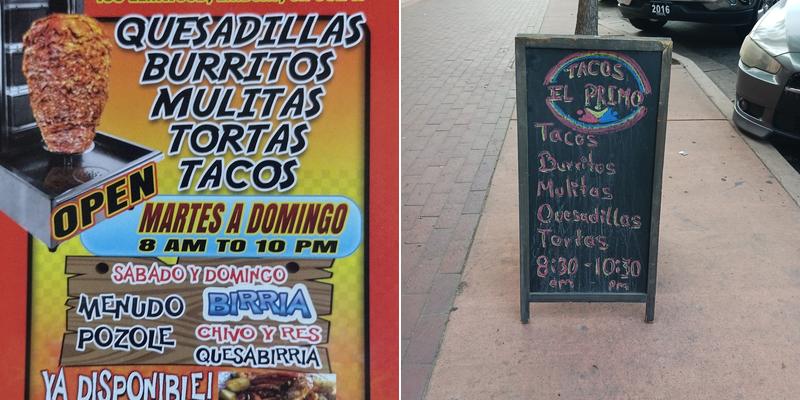 QUESADILLAS
BURRITOS
MULITAS
TORTAS
TACOS
OPEN
MARTES A DOMINGO
8 AM TO 10 PM
SABADO Y DOMINGO
MENUDO
POZOLE
BIRRIA
CHIVO Y RES
QUESABIRRIA
YA DISPONIBLE!
2016
TACOS
EL PRIMO
Tacos
Burritos
Mulitas
Quesadillas
Tortas
8:30 - 10:30
am pm